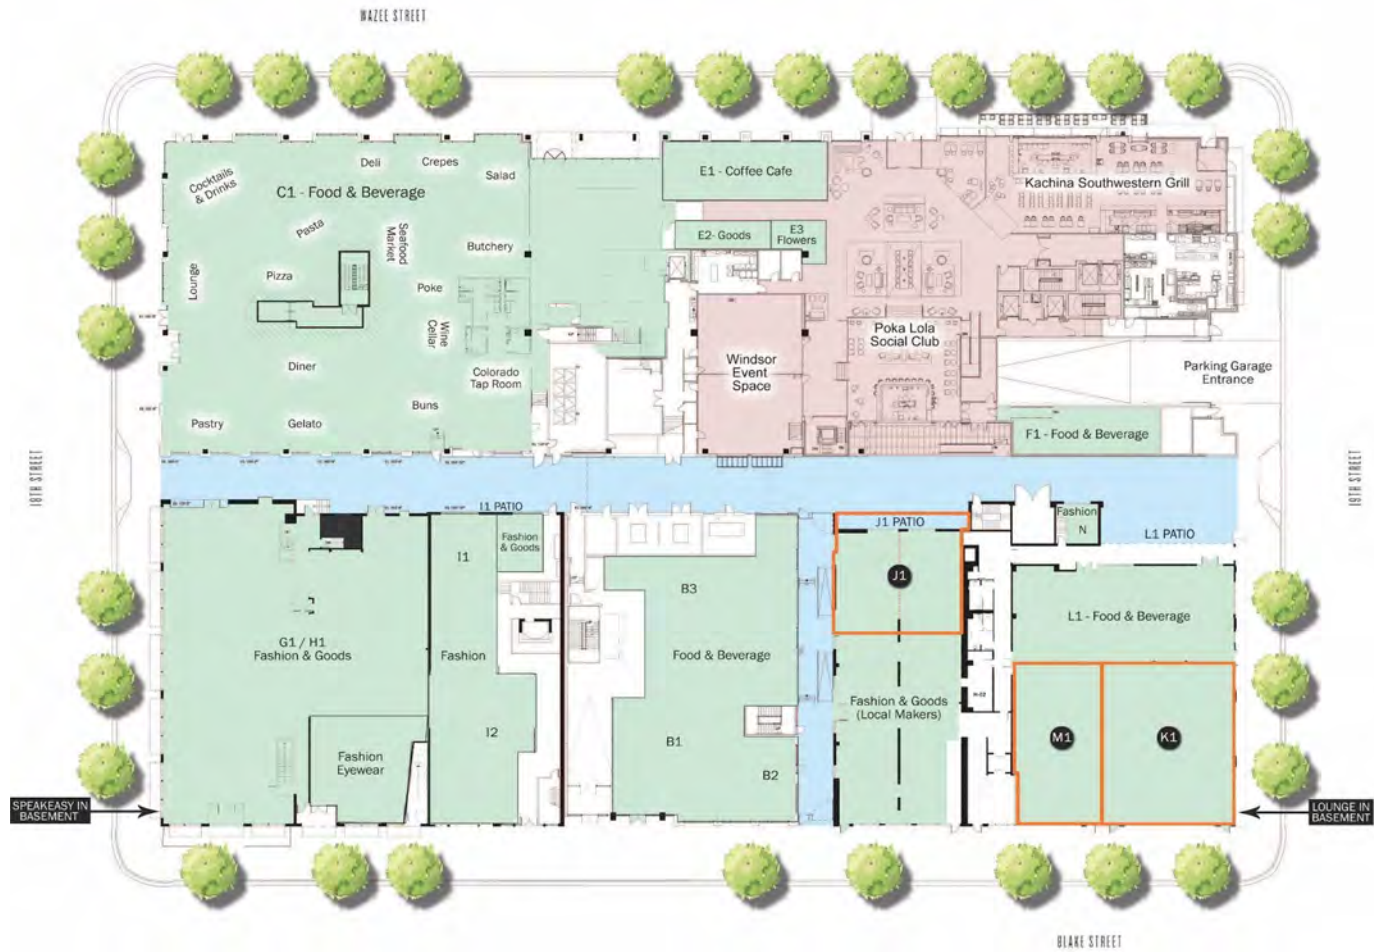 WAZEE STREET
Deli
Crepes
Salad
Cocktails
& Drinks
C1 - Food & Beverage
Pasta
Seafood
Market
Butchery
Lounge
Pizza
Poke
Wine
Cellar
Diner
Colorado
Tap Room
Buns
Pastry
Gelato
E1 - Coffee Cafe
E2- Goods
E3
Flowers
Kachina Southwestern Grill
Windsor
Event
Space
Poka Lola
Social Club
Parking Garage
Entrance
F1 - Food & Beverage
18TH STREET
19TH STREET
I1 PATIO
J1 PATIO
Fashion
N
L1 PATIO
I1
Fashion
& Goods
B3
J1
L1 - Food & Beverage
G1 / H1
Fashion & Goods
Fashion
Food & Beverage
Fashion & Goods
(Local Makers)
I2
B1
B2
M1
K1
Fashion
Eyewear
SPEAKEASY IN
BASEMENT
LOUNGE IN
BASEMENT
BLAKE STREET